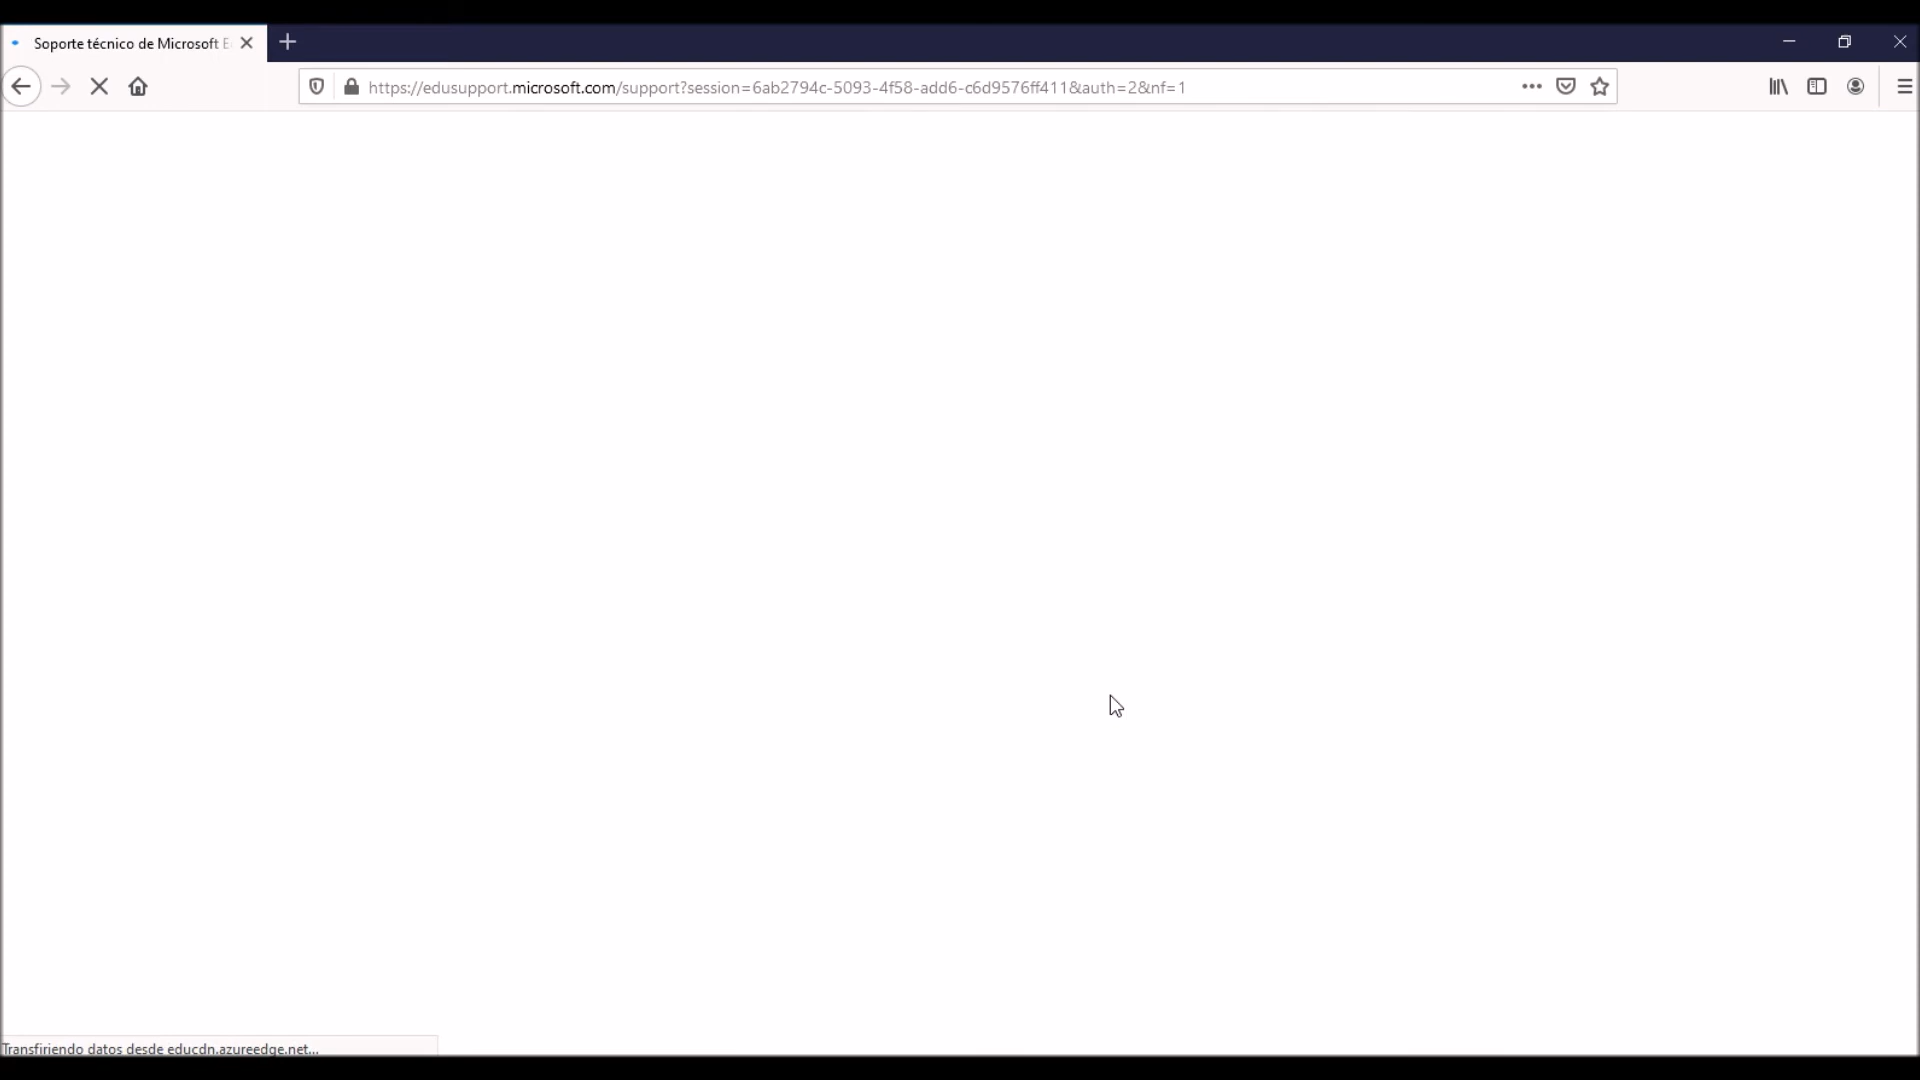 Soporte técnico de Microsoft E
https://edusupport.microsoft.com/support?session=6ab2794c-5093-4f58-add6-c6d9576ff411&auth=2&nf=1
Transfiriendo datos desde educdn.azureedge.net...